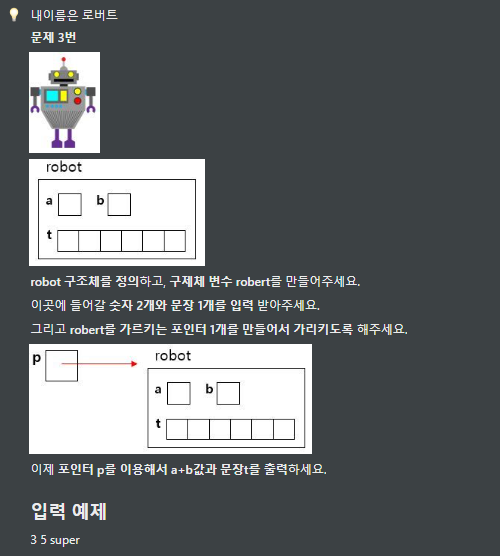 내이름은 로버트
문제 3번
robot
a b
t
robot 구조체를 정의하고, 구제체 변수 robert를 만들어주세요.
이곳에 들어갈 숫자 2개와 문장 1개를 입력 받아주세요.
그리고 robert를 가르키는 포인터 1개를 만들어서 가리키도록 해주세요.
p
robot
a b
t
이제 포인터 p를 이용해서 a+b값과 문장t를 출력하세요.
입력 예제
3 5 super